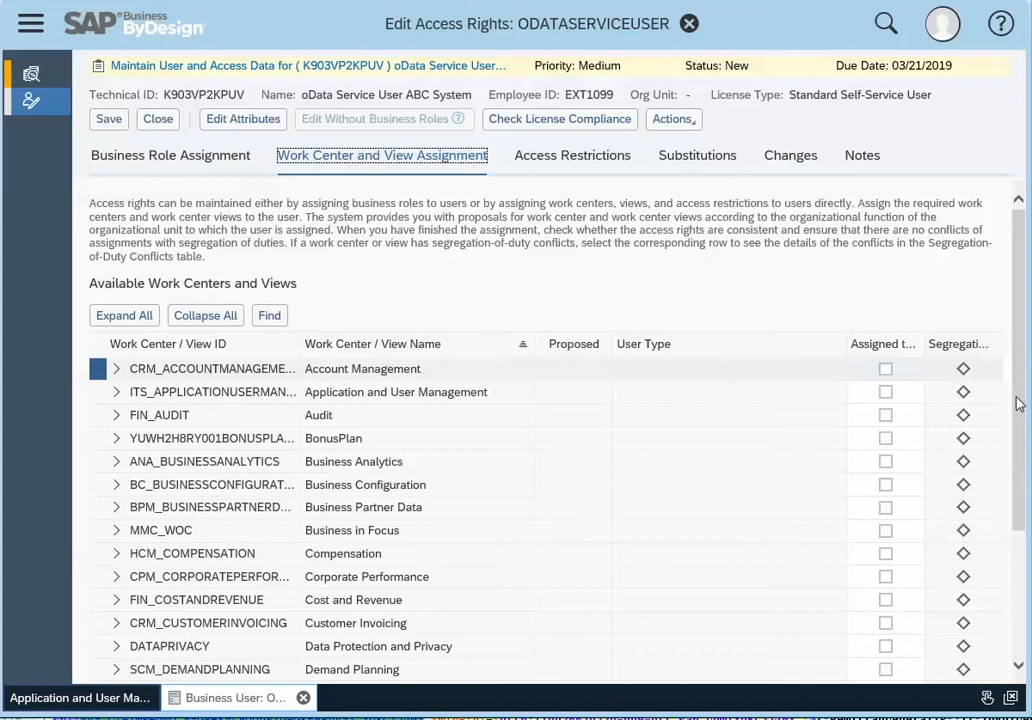 SAP Business ByDesign
Edit Access Rights: ODATASERVICEUSER
Maintain User and Access Data for ( K903VP2KPUV ) oData Service User... Priority: Medium Status: New Due Date: 03/21/2019
Technical ID: K903VP2KPUV Name: oData Service User ABC System Employee ID: EXT1099 Org Unit: - License Type: Standard Self-Service User
Save Close Edit Attributes Edit Without Business Roles Check License Compliance Actions
Business Role Assignment Work Center and View Assignment Access Restrictions Substitutions Changes Notes
Access rights can be maintained either by assigning business roles to users or by assigning work centers, views, and access restrictions to users directly. Assign the required work
centers and work center views to the user. The system provides you with proposals for work center and work center views according to the organizational function of the
organizational unit to which the user is assigned. When you have finished the assignment, check whether the access rights are consistent and ensure that there are no conflicts of
assignments with segregation of duties. If a work center or view has segregation-of-duty conflicts, select the corresponding row to see the details of the conflicts in the Segregation-
of-Duty Conflicts table.
Available Work Centers and Views
Expand All Collapse All Find
Work Center / View ID Work Center / View Name Proposed User Type Assigned t... Segregati...
CRM_ACCOUNTMANAGEME... Account Management
ITS_APPLICATIONUSERMAN... Application and User Management
FIN_AUDIT Audit
YUWH2H8RY001BONUSPLA... BonusPlan
ANA_BUSINESSANALYTICS Business Analytics
BC_BUSINESSCONFIGURAT... Business Configuration
BPM_BUSINESSPARTNERD... Business Partner Data
MMC_WOC Business in Focus
HCM_COMPENSATION Compensation
CPM_CORPORATEPERFOR... Corporate Performance
FIN_COSTANDREVENUE Cost and Revenue
CRM_CUSTOMERINVOICING Customer Invoicing
DATAPRIVACY Data Protection and Privacy
SCM_DEMANDPLANNING Demand Planning
Application and User Ma... Business User: O...